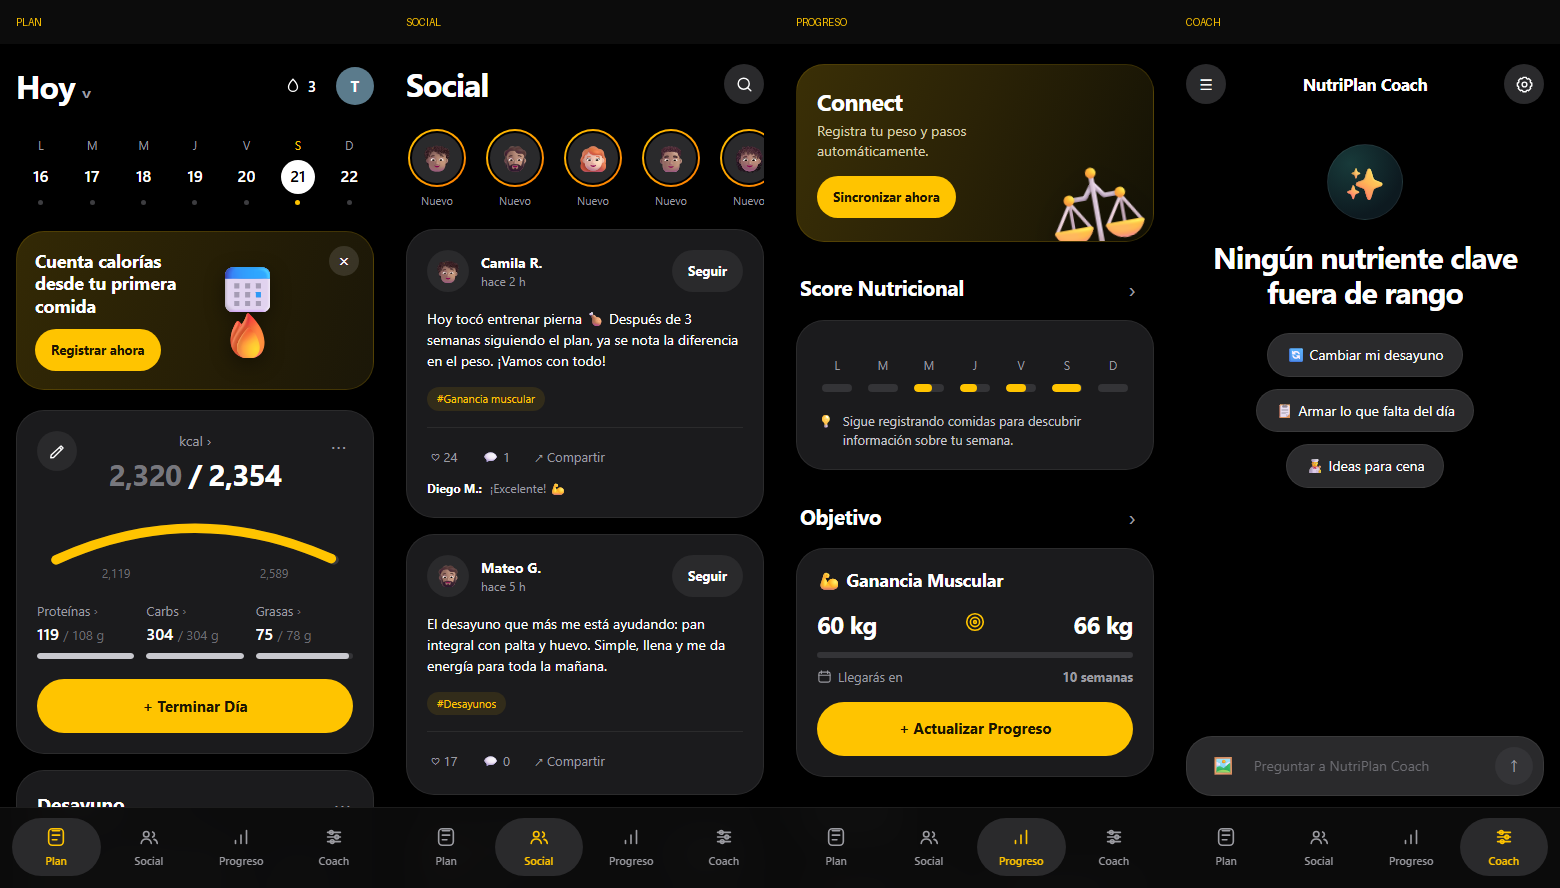 PLAN
Hoy v
3
T
L M M J V S D
16 17 18 19 20 21 22
Cuenta calorías
desde tu primera
comida
Registrar ahora
kcal ›
2,320 / 2,354
2,119 2,589
Proteínas › Carbs › Grasas ›
119 / 108 g 304 / 304 g 75 / 78 g
+ Terminar Día
Desayuno
Plan Social Progreso Coach
SOCIAL
Social
Nuevo Nuevo Nuevo Nuevo Nuevo
Camila R.
hace 2 h
Seguir
Hoy tocó entrenar pierna 🍗 Después de 3
semanas siguiendo el plan, ya se nota la diferencia
en el peso. ¡Vamos con todo!
#Ganancia muscular
♡ 24 💬 1 ↗ Compartir
Diego M.: ¡Excelente! 💪
Mateo G.
hace 5 h
Seguir
El desayuno que más me está ayudando: pan
integral con palta y huevo. Simple, llena y me da
energía para toda la mañana.
#Desayunos
♡ 17 💬 0 ↗ Compartir
Plan Social Progreso Coach
PROGRESO
Connect
Registra tu peso y pasos
automáticamente.
Sincronizar ahora
Score Nutricional ›
L M M J V S D
Sigue registrando comidas para descubrir
información sobre tu semana.
Objetivo ›
💪 Ganancia Muscular
60 kg 66 kg
Llegarás en 10 semanas
+ Actualizar Progreso
Plan Social Progreso Coach
COACH
NutriPlan Coach
Ningún nutriente clave
fuera de rango
Cambiar mi desayuno
Armar lo que falta del día
Ideas para cena
Preguntar a NutriPlan Coach
Plan Social Progreso Coach